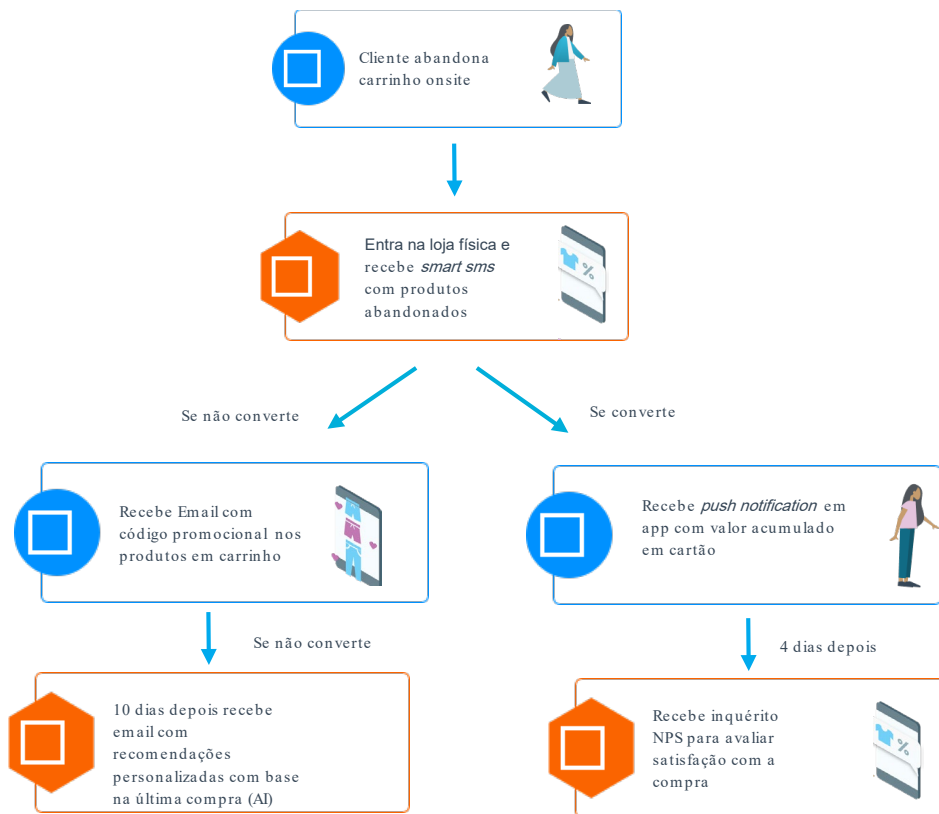 Cliente abandona
carrinho onsite
Entra na loja física e
recebe smart sms
com produtos
abandonados
Se não converte
Se converte
Recebe Email com
código promocional nos
produtos em carrinho
Recebe push notification em
app com valor acumulado
em cartão
Se não converte
4 dias depois
10 dias depois recebe
email com
recomendações
personalizadas com base
na última compra (AI)
Recebe inquérito
NPS para avaliar
satisfação com a
compra
%
%